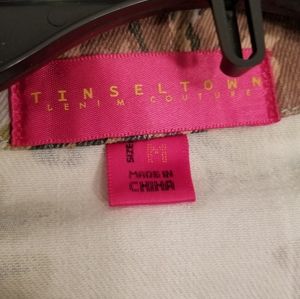 TINSELTOWN
DENIM COUTURE
SIZE M
MADE IN
CHINA